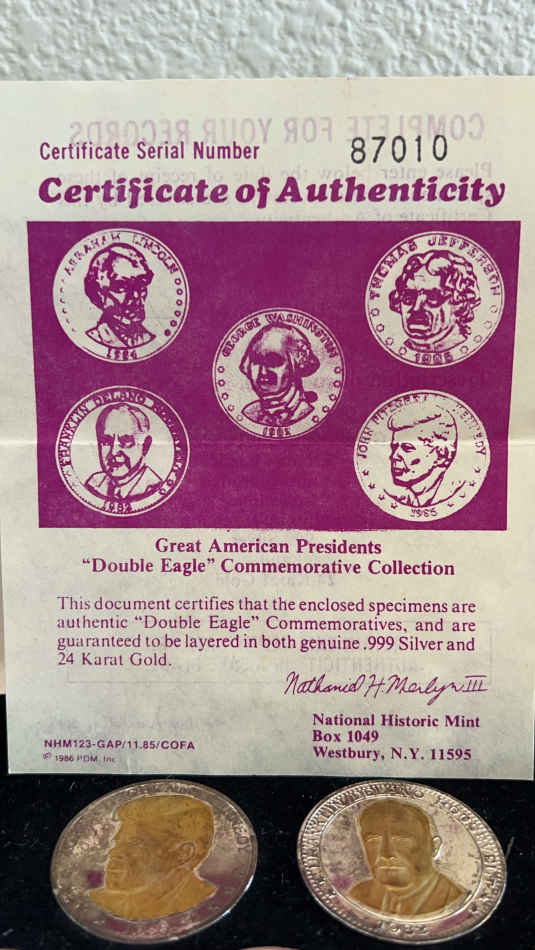 Certificate Serial Number 87010
Certificate of Authenticity
ABRAHAM LINCOLN
1984
THOMAS JEFFERSON
GEORGE WASHINGTON
FRANKLIN DELANO ROOSEVELT
1982
JOHN KENNEDY
1985
Great American Presidents
“Double Eagle” Commemorative Collection
This document certifies that the enclosed specimens are
authentic “Double Eagle” Commemoratives, and are
guaranteed to be layered in both genuine .999 Silver and
24 Karat Gold.
Nathaniel H. Merlyn III
National Historic Mint
Box 1049
Westbury, N.Y. 11595
NHM123-GAP/11.85/COFA
© 1986 PDM, Inc